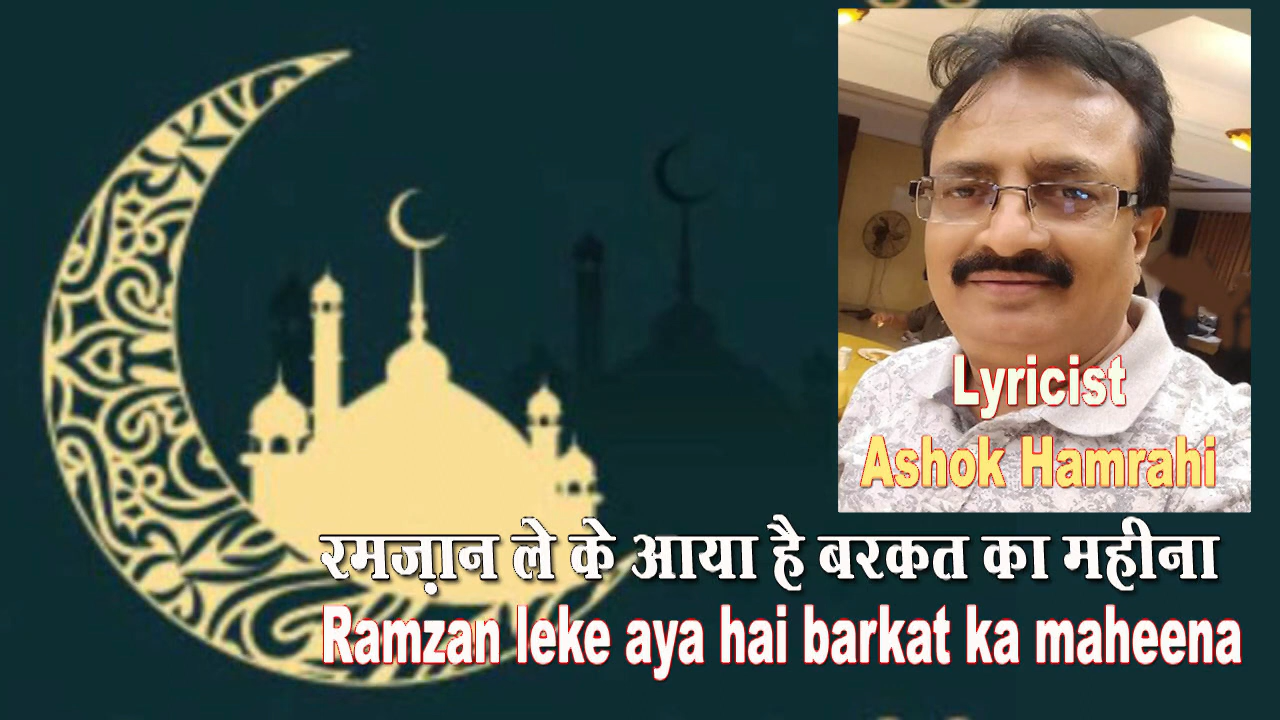 Lyricist
Ashok Hamrahi
रमज़ान ले के आया है बरकत का महीना
Ramzan leke aya hai barkat ka maheena